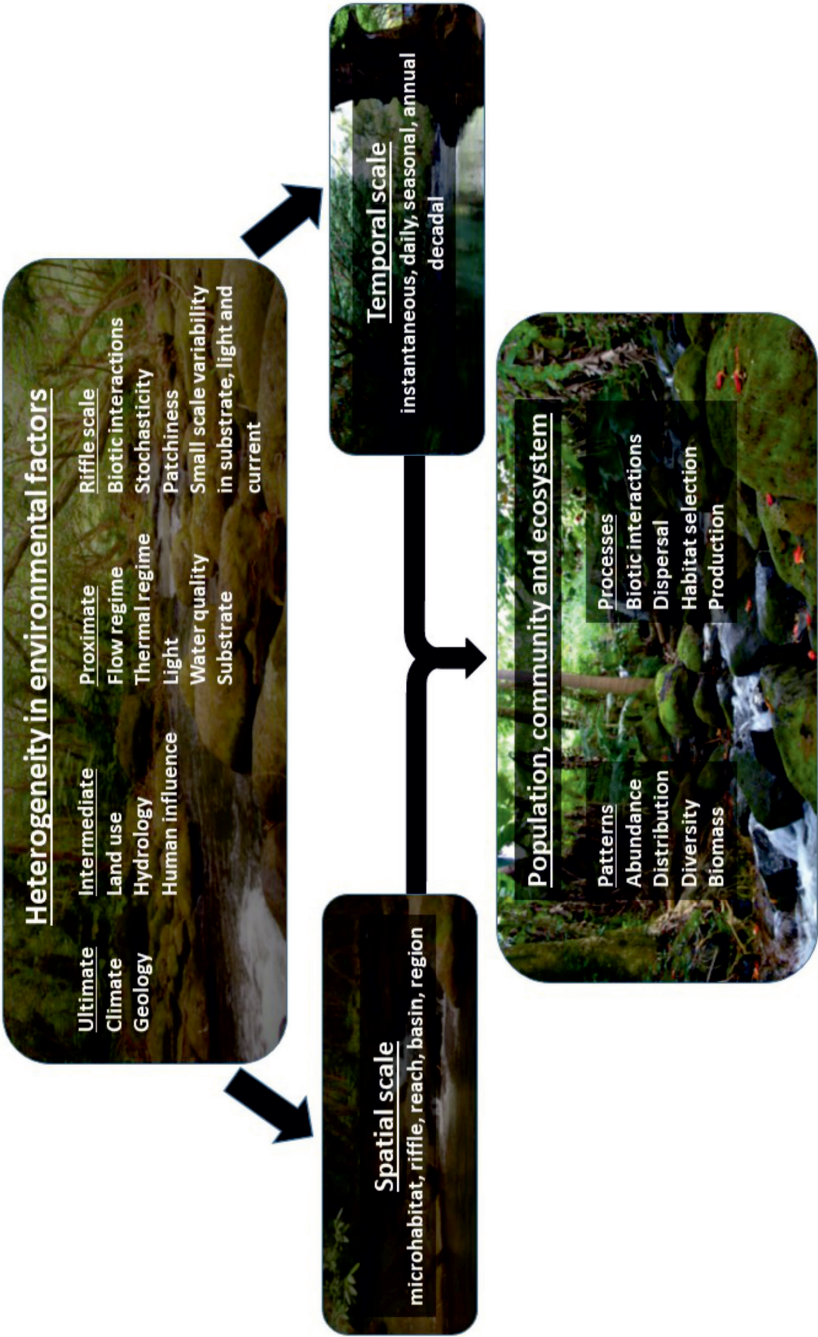 Heterogeneity in environmental factors
Ultimate
Climate
Geology
Intermediate
Land use
Hydrology
Human influence
Proximate
Flow regime
Thermal regime
Light
Water quality
Substrate
Riffle scale
Biotic interactions
Stochasticity
Patchiness
Small scale variability
in substrate, light and
current
Spatial scale
microhabitat, riffle, reach, basin, region
Temporal scale
instantaneous, daily, seasonal, annual
decadal
Population, community and ecosystem
Patterns
Abundance
Distribution
Diversity
Biomass
Processes
Biotic interactions
Dispersal
Habitat selection
Production